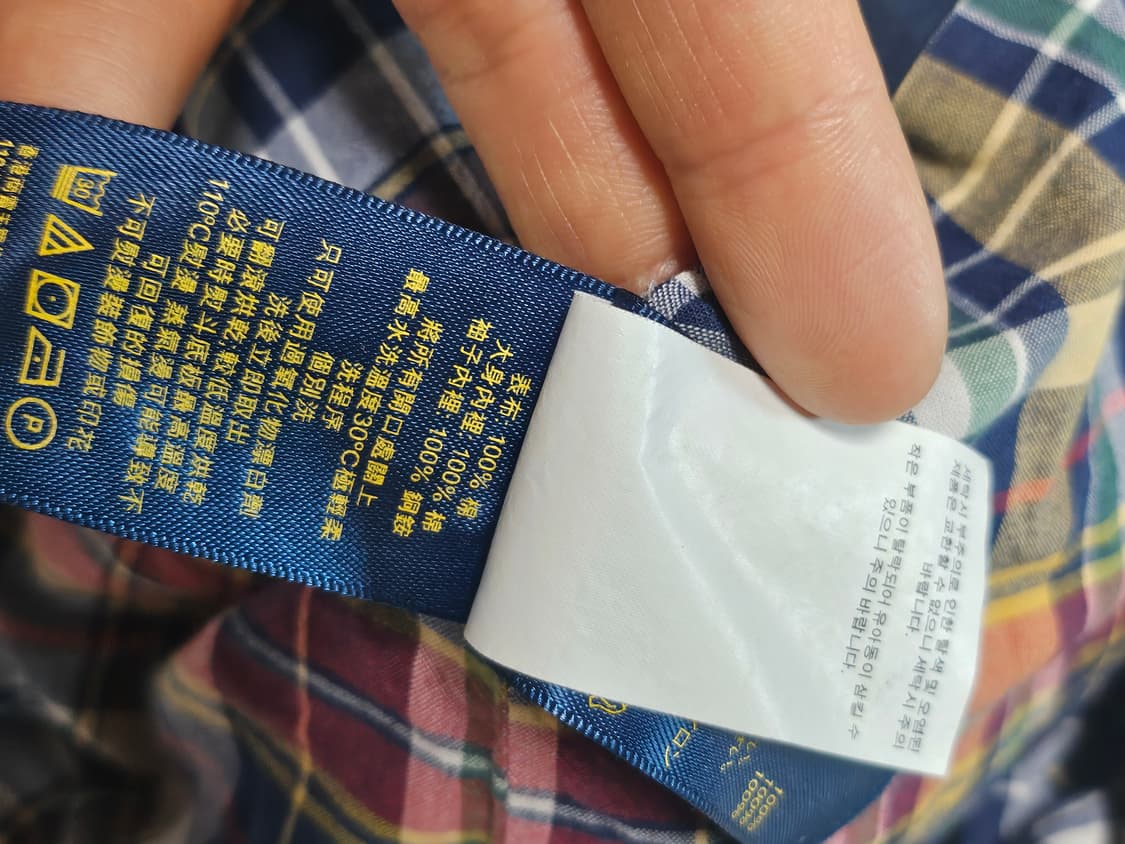 表布: 100% 棉
大身內裡: 100% 棉
袖子內裡: 100% 銅銨
將所有開口處闔上
最高水洗溫度30°C極輕柔
洗程序
個別洗
只可使用過氧化物漂白劑
洗後立即取出
可翻滾烘乾,較低溫度烘乾
必要時熨斗底板最高溫度
110°C熨燙, 蒸氣燙可能導致不
可回復的損傷
不可熨燙裝飾物或印花
30
P
세탁 시 부주의로 인한 탈색 및 오염된
제품은 교환할 수 없으니 세탁 시 주의
바랍니다.
작은 부품이 탈락되어 유아동이 삼킬 수
있으니 주의 바랍니다.
100%
100%
100%